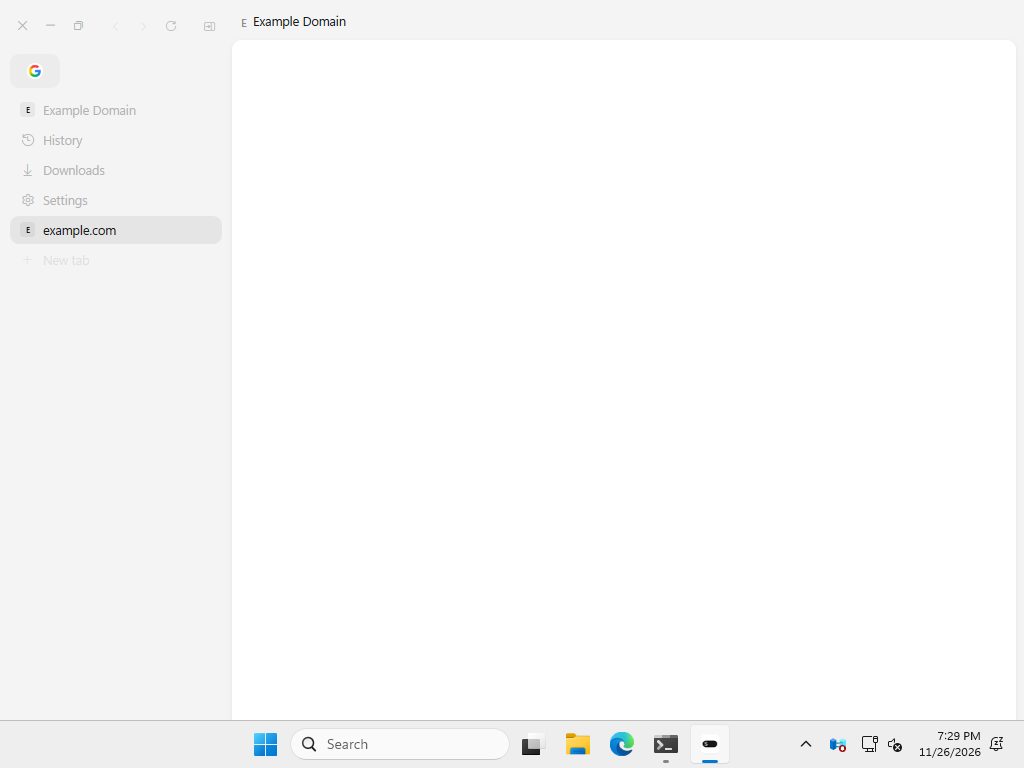 E Example Domain
E Example Domain
History
Downloads
Settings
E example.com
+ New tab
Search
7:29 PM
11/26/2026